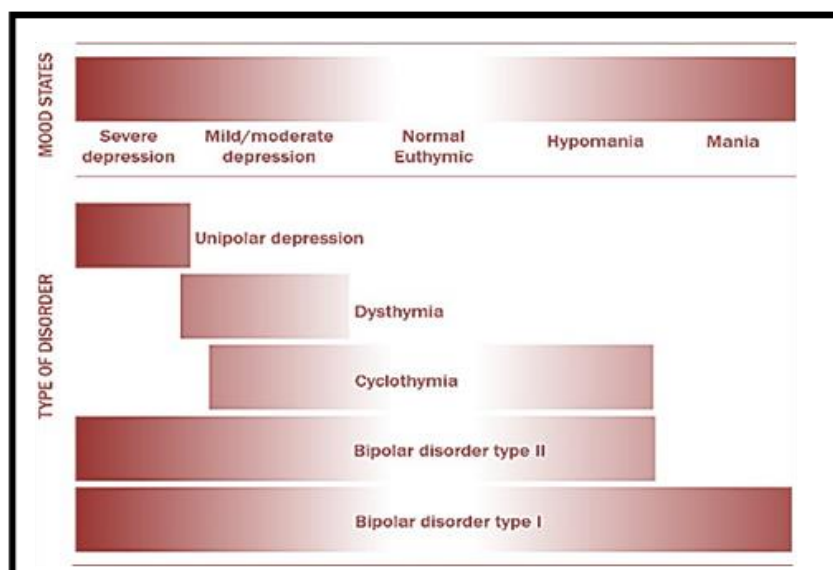 MOOD STATES
Severe
depression
Mild/moderate
depression
Normal
Euthymic
Hypomania
Mania
TYPE OF DISORDER
Unipolar depression
Dysthymia
Cyclothymia
Bipolar disorder type II
Bipolar disorder type I